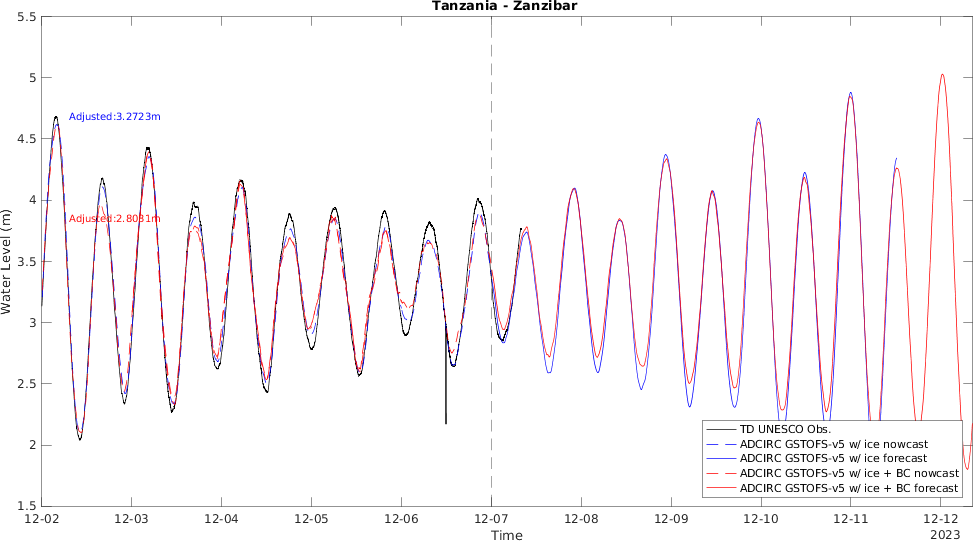 Tanzania - Zanzibar
5.5
5
4.5
4
3.5
3
2.5
2
1.5
Water Level (m)
Adjusted:3.2723m
Adjusted:2.8031m
TD UNESCO Obs.
ADCIRC GSTOFS-v5 w/ ice nowcast
ADCIRC GSTOFS-v5 w/ ice forecast
ADCIRC GSTOFS-v5 w/ ice + BC nowcast
ADCIRC GSTOFS-v5 w/ ice + BC forecast
12-02 12-03 12-04 12-05 12-06 12-07 12-08 12-09 12-10 12-11 12-12
2023
Time